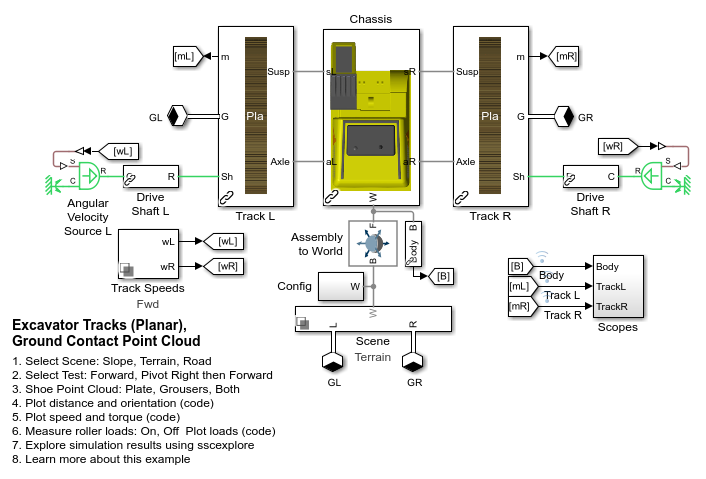 Chassis
[mL]
m
Susp
sL
sR
Susp
m
[mR]
GL
G
Pla
Pla
G
GR
[wL]
Axle
aL
aR
Axle
[wR]
S
R
C
R
Sh
Sh
C
S
R
C
W
Angular
Velocity
Source L
Drive
Shaft L
Track L
Track R
Drive
Shaft R
wL
[wL]
wR
[wR]
Track Speeds
Fwd
Assembly
to World
F
B
B
Body
[B]
Config
W
W
L
R
Scene
Terrain
GL
GR
[B]
Body
Body
[mL]
Track L
TrackL
[mR]
Track R
TrackR
Scopes
Excavator Tracks (Planar),
Ground Contact Point Cloud
1. Select Scene: Slope, Terrain, Road
2. Select Test: Forward, Pivot Right then Forward
3. Shoe Point Cloud: Plate, Grousers, Both
4. Plot distance and orientation (code)
5. Plot speed and torque (code)
6. Measure roller loads: On, Off  Plot loads (code)
7. Explore simulation results using sscexplore
8. Learn more about this example